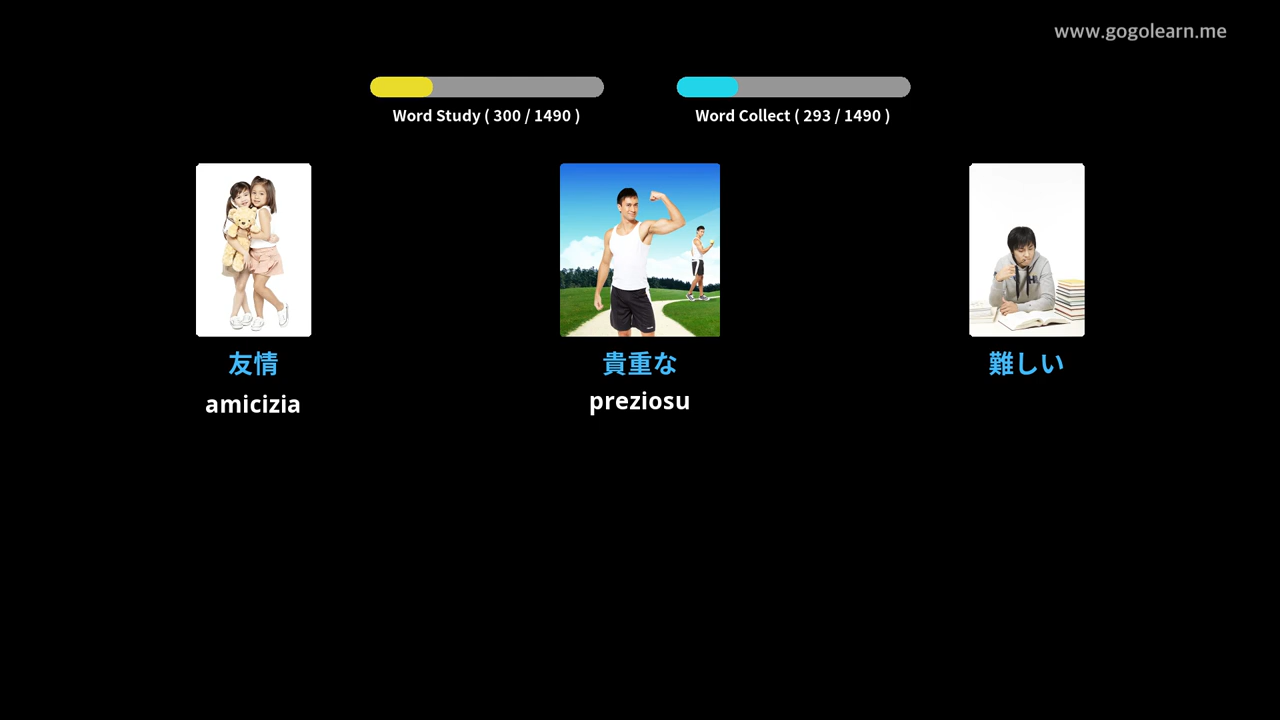 www.gogolearn.me
Word Study ( 300 / 1490 )
Word Collect ( 293 / 1490 )
友情
貴重な
難しい
amicizia
preziosu